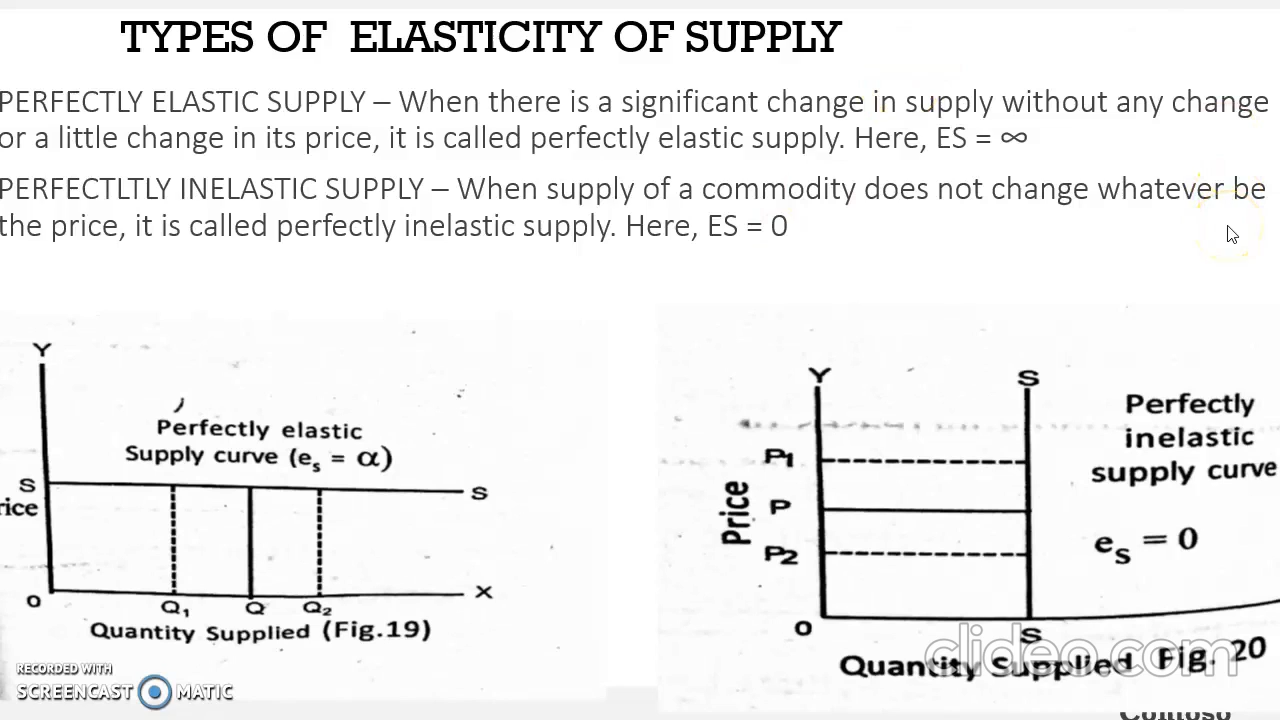 TYPES OF ELASTICITY OF SUPPLY
PERFECTLY ELASTIC SUPPLY – When there is a significant change in supply without any change
or a little change in its price, it is called perfectly elastic supply. Here, ES = ∞
PERFECTLTLY INELASTIC SUPPLY – When supply of a commodity does not change whatever be
the price, it is called perfectly inelastic supply. Here, ES = 0
Y
Perfectly elastic
Supply curve (es = α)
S
S
rice
O
Q1
Q
Q2
X
Quantity Supplied (Fig.19)
Y
S
Perfectly
inelastic
supply curve
es = 0
P1
P
P2
Price
O
S
Quantity Supplied Fig. 20
RECORDED WITH
SCREENCAST MATIC
clideo.com